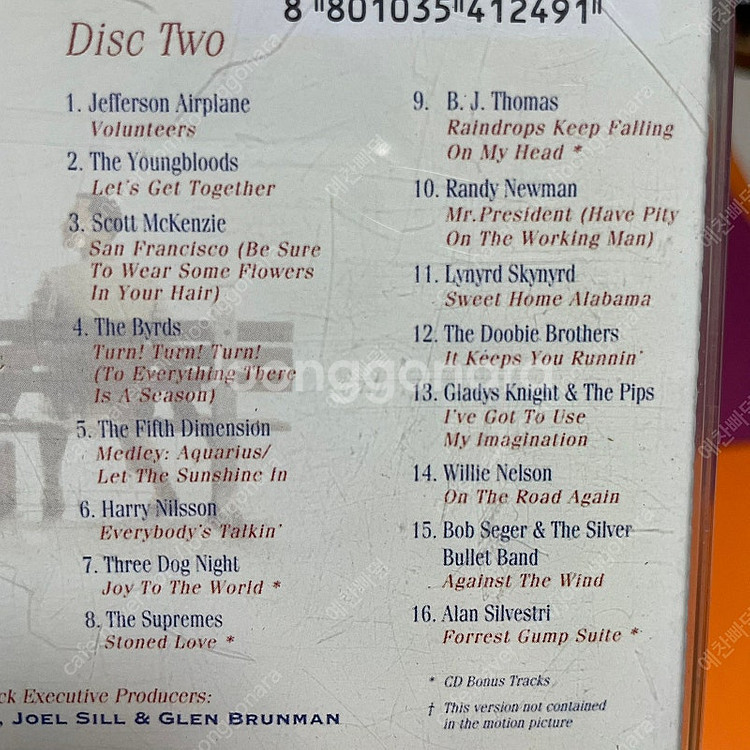 8 801035 412491
Disc Two
1. Jefferson Airplane
Volunteers
2. The Youngbloods
Let's Get Together
3. Scott McKenzie
San Francisco (Be Sure
To Wear Some Flowers
In Your Hair)
4. The Byrds
Turn! Turn! Turn!
(To Everything There
Is A Season)
5. The Fifth Dimension
Medley: Aquarius/
Let The Sunshine In
6. Harry Nilsson
Everybody's Talkin'
7. Three Dog Night
Joy To The World *
8. The Supremes
Stoned Love *
9. B. J. Thomas
Raindrops Keep Falling
On My Head *
10. Randy Newman
Mr. President (Have Pity
On The Working Man)
11. Lynyrd Skynyrd
Sweet Home Alabama
12. The Doobie Brothers
It Keeps You Runnin'
13. Gladys Knight & The Pips
I've Got To Use
My Imagination
14. Willie Nelson
On The Road Again
15. Bob Seger & The Silver
Bullet Band
Against The Wind
16. Alan Silvestri
Forrest Gump Suite *
* CD Bonus Tracks
† This version not contained
in the motion picture
ck Executive Producers:
, JOEL SILL & GLEN BRUNMAN
joonggonara